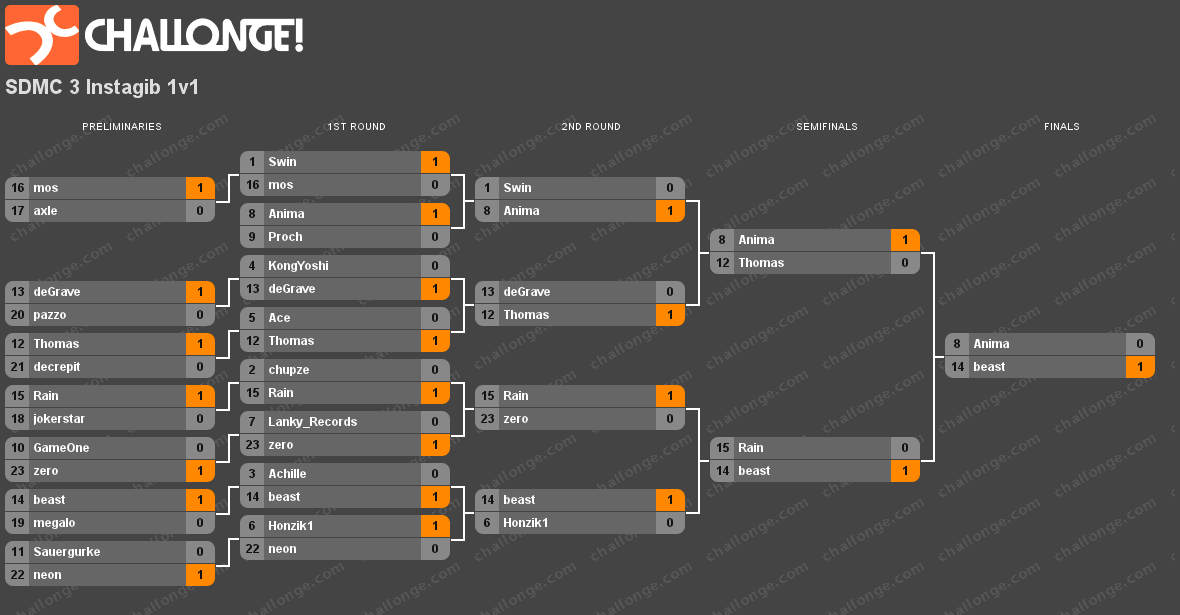 CHALLONGE!
SDMC 3 Instagib 1v1
PRELIMINARIES
1ST ROUND
2ND ROUND
SEMIFINALS
FINALS
16 mos 1
17 axle 0
13 deGrave 1
20 pazzo 0
12 Thomas 1
21 decrepit 0
15 Rain 1
18 jokerstar 0
10 GameOne 0
23 zero 1
14 beast 1
19 megalo 0
11 Sauergurke 0
22 neon 1
1 Swin 1
16 mos 0
8 Anima 1
9 Proch 0
4 KongYoshi 0
13 deGrave 1
5 Ace 0
12 Thomas 1
2 chupze 0
15 Rain 1
7 Lanky_Records 0
23 zero 1
3 Achille 0
14 beast 1
6 Honzik1 1
22 neon 0
1 Swin 0
8 Anima 1
13 deGrave 0
12 Thomas 1
15 Rain 1
23 zero 0
14 beast 1
6 Honzik1 0
8 Anima 1
12 Thomas 0
15 Rain 0
14 beast 1
8 Anima 0
14 beast 1
challonge.com